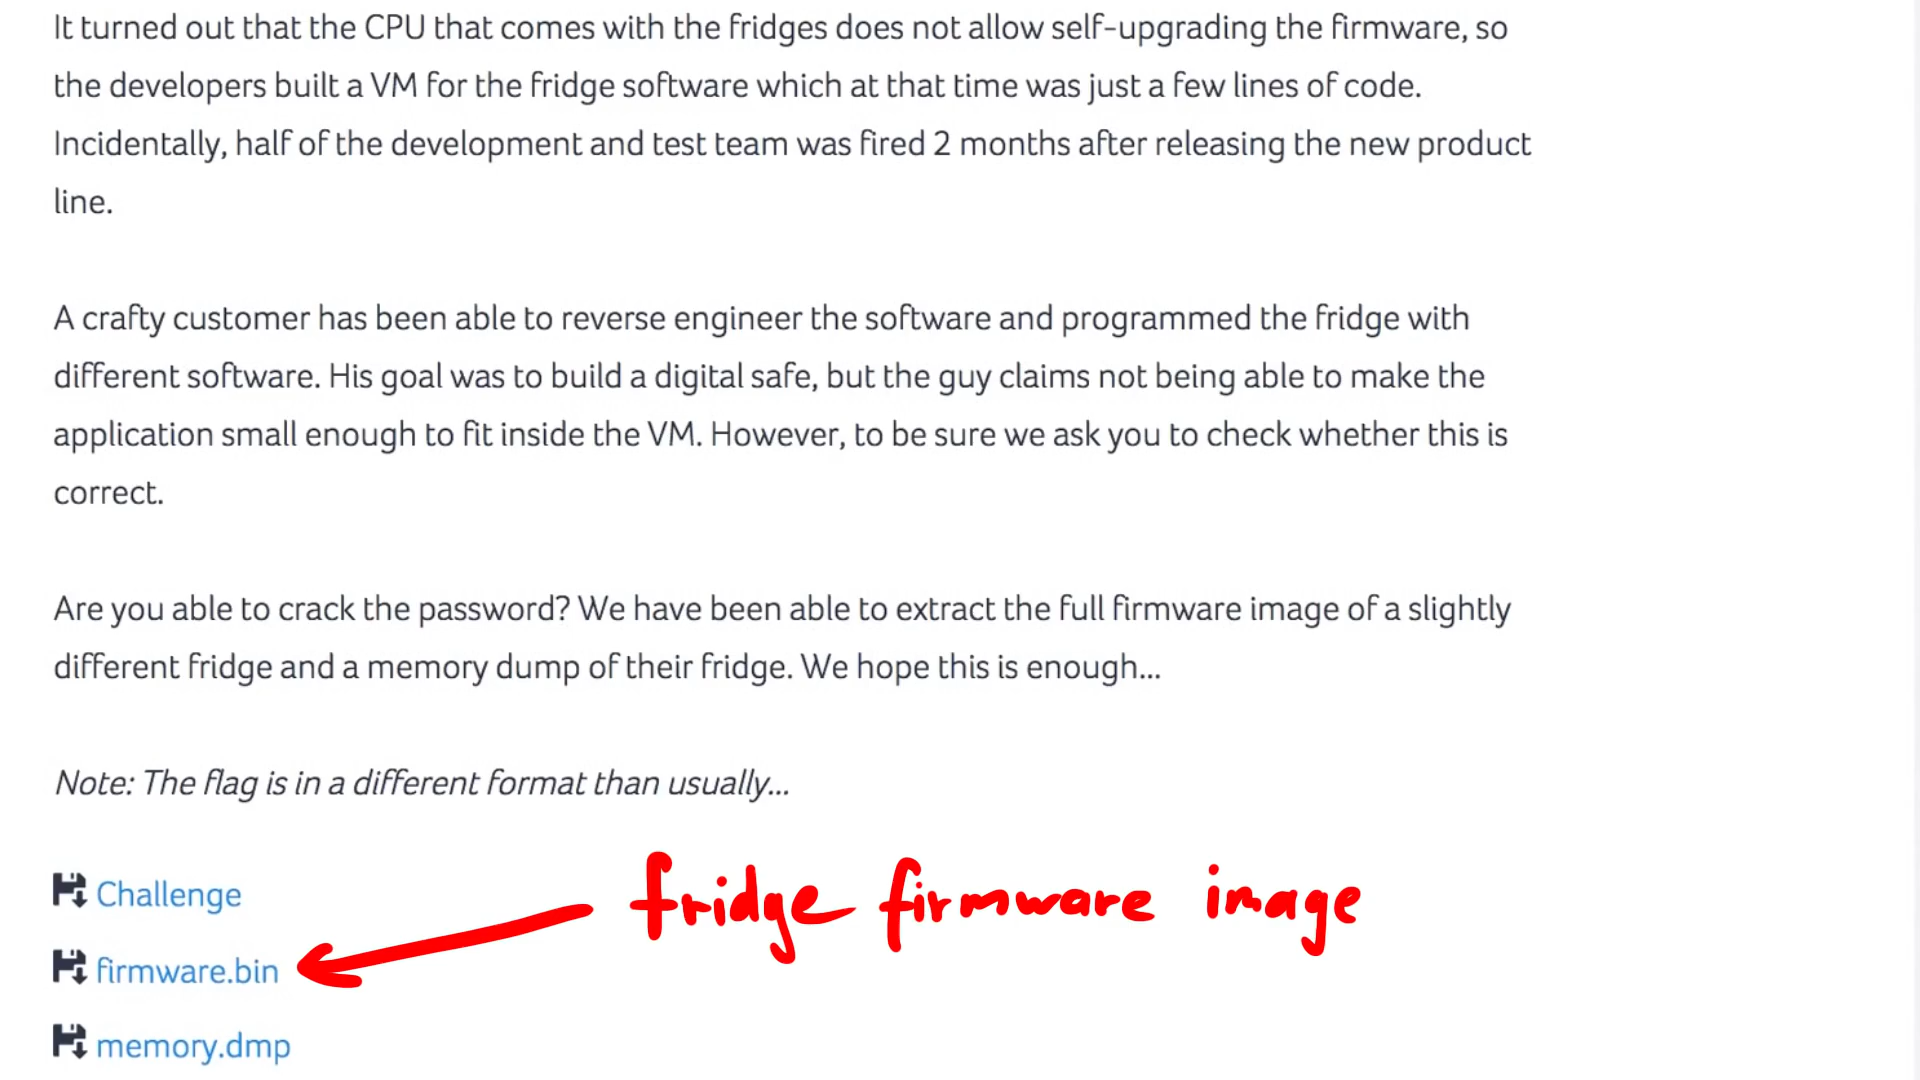 It turned out that the CPU that comes with the fridges does not allow self-upgrading the firmware, so
the developers built a VM for the fridge software which at that time was just a few lines of code.
Incidentally, half of the development and test team was fired 2 months after releasing the new product
line.
A crafty customer has been able to reverse engineer the software and programmed the fridge with
different software. His goal was to build a digital safe, but the guy claims not being able to make the
application small enough to fit inside the VM. However, to be sure we ask you to check whether this is
correct.
Are you able to crack the password? We have been able to extract the full firmware image of a slightly
different fridge and a memory dump of their fridge. We hope this is enough...
Note: The flag is in a different format than usually...
Challenge
fridge firmware image
firmware.bin
memory.dmp